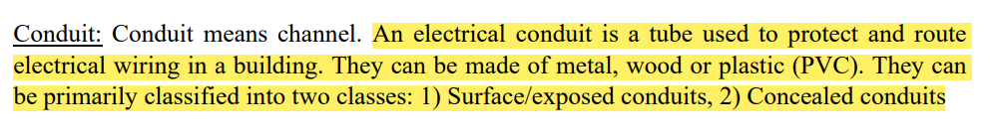 Conduit: Conduit means channel. An electrical conduit is a tube used to protect and route
electrical wiring in a building. They can be made of metal, wood or plastic (PVC). They can
be primarily classified into two classes: 1) Surface/exposed conduits, 2) Concealed conduits